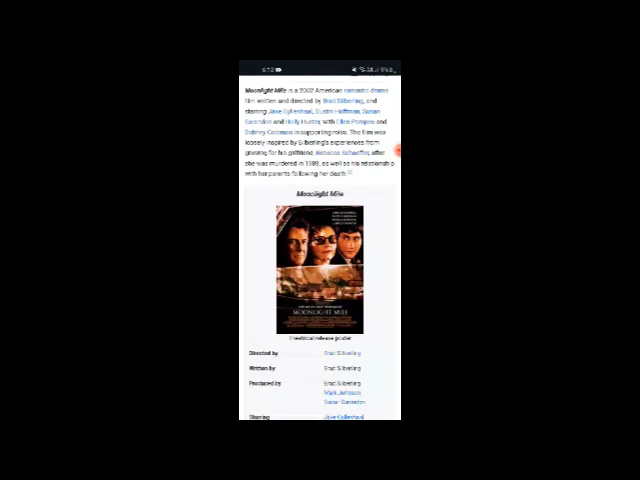 Moonlight Mile is a 2002 American romantic drama
film written and directed by Brad Silberling, and
starring Jake Gyllenhaal, Dustin Hoffman, Susan
Sarandon and Holly Hunter, with Ellen Pompeo and
Dabney Coleman in supporting roles. The film was
loosely inspired by Silberling's experiences from
grieving for his girlfriend, Rebecca Schaeffer, after
she was murdered in 1989, as well as his relationship
with her parents following her death.
Moonlight Mile
MOONLIGHT MILE
Theatrical release poster
Directed by Brad Silberling
Written by Brad Silberling
Produced by Brad Silberling
Mark Johnson
Susan Sarandon
Starring Jake Gyllenhaal